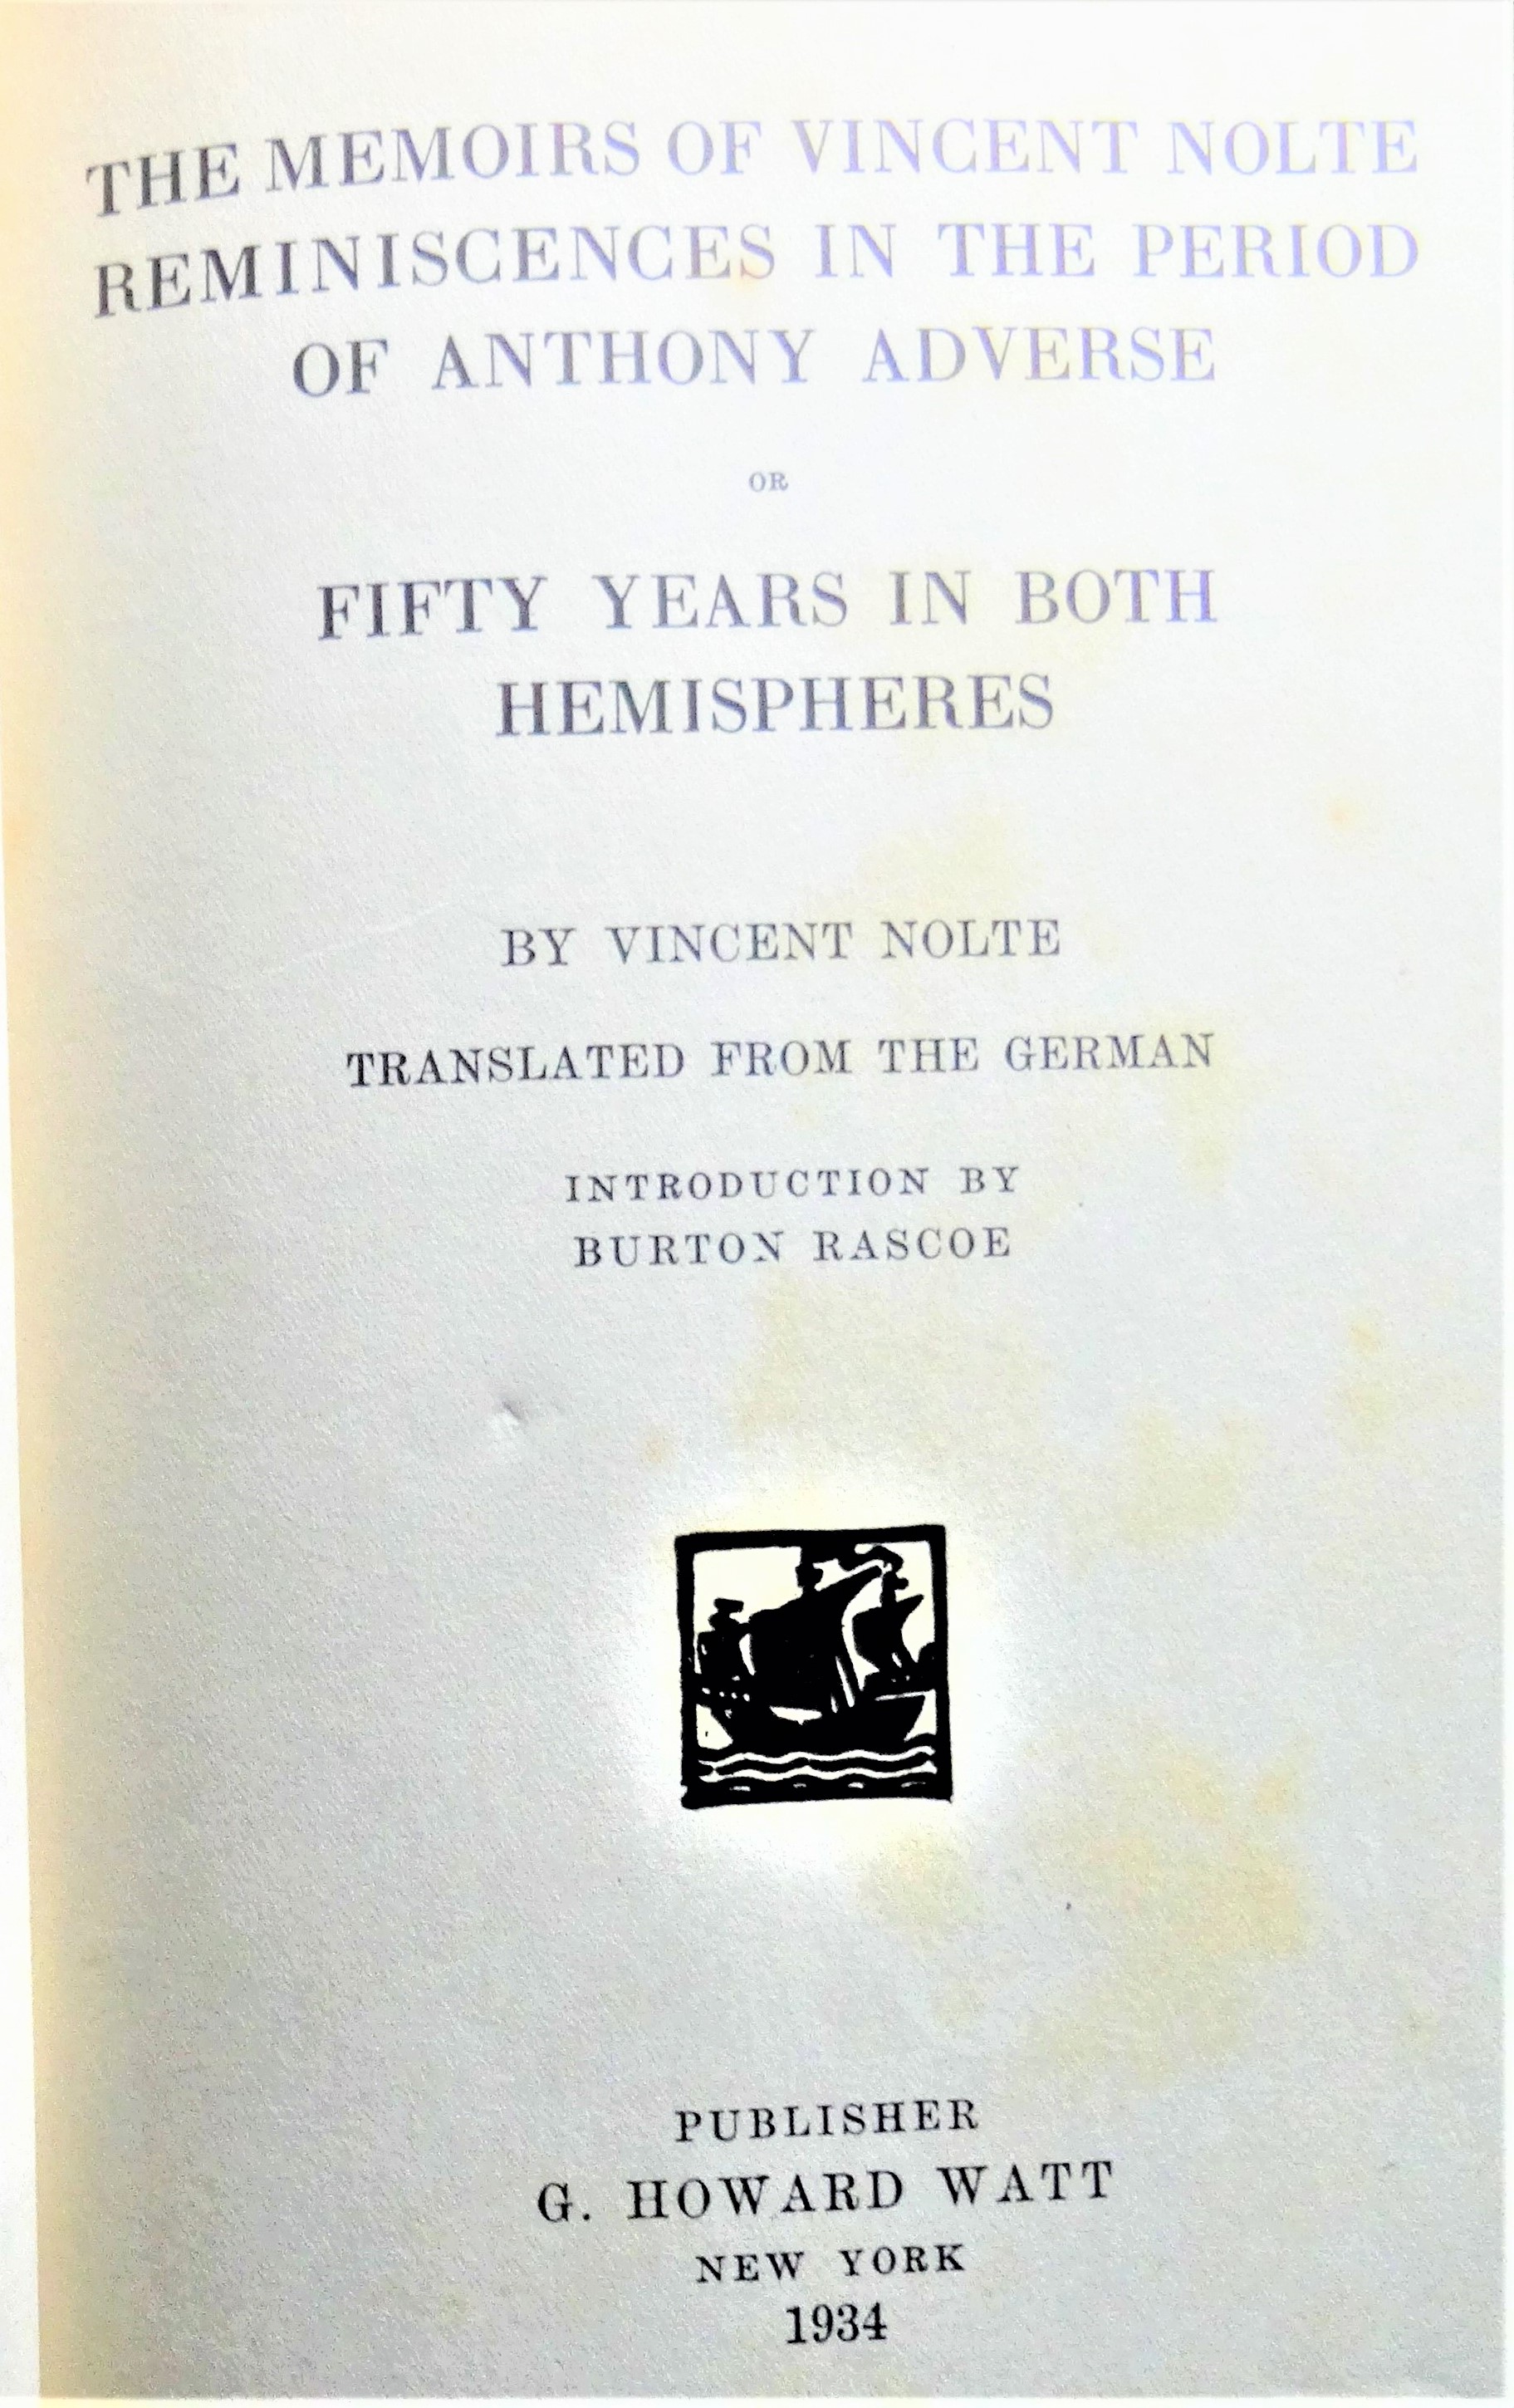 THE MEMOIRS OF VINCENT NOLTE
REMINISCENCES IN THE PERIOD
OF ANTHONY ADVERSE
OR
FIFTY YEARS IN BOTH
HEMISPHERES
BY VINCENT NOLTE
TRANSLATED FROM THE GERMAN
INTRODUCTION BY
BURTON RASCOE
PUBLISHER
G. HOWARD WATT
NEW YORK
1934